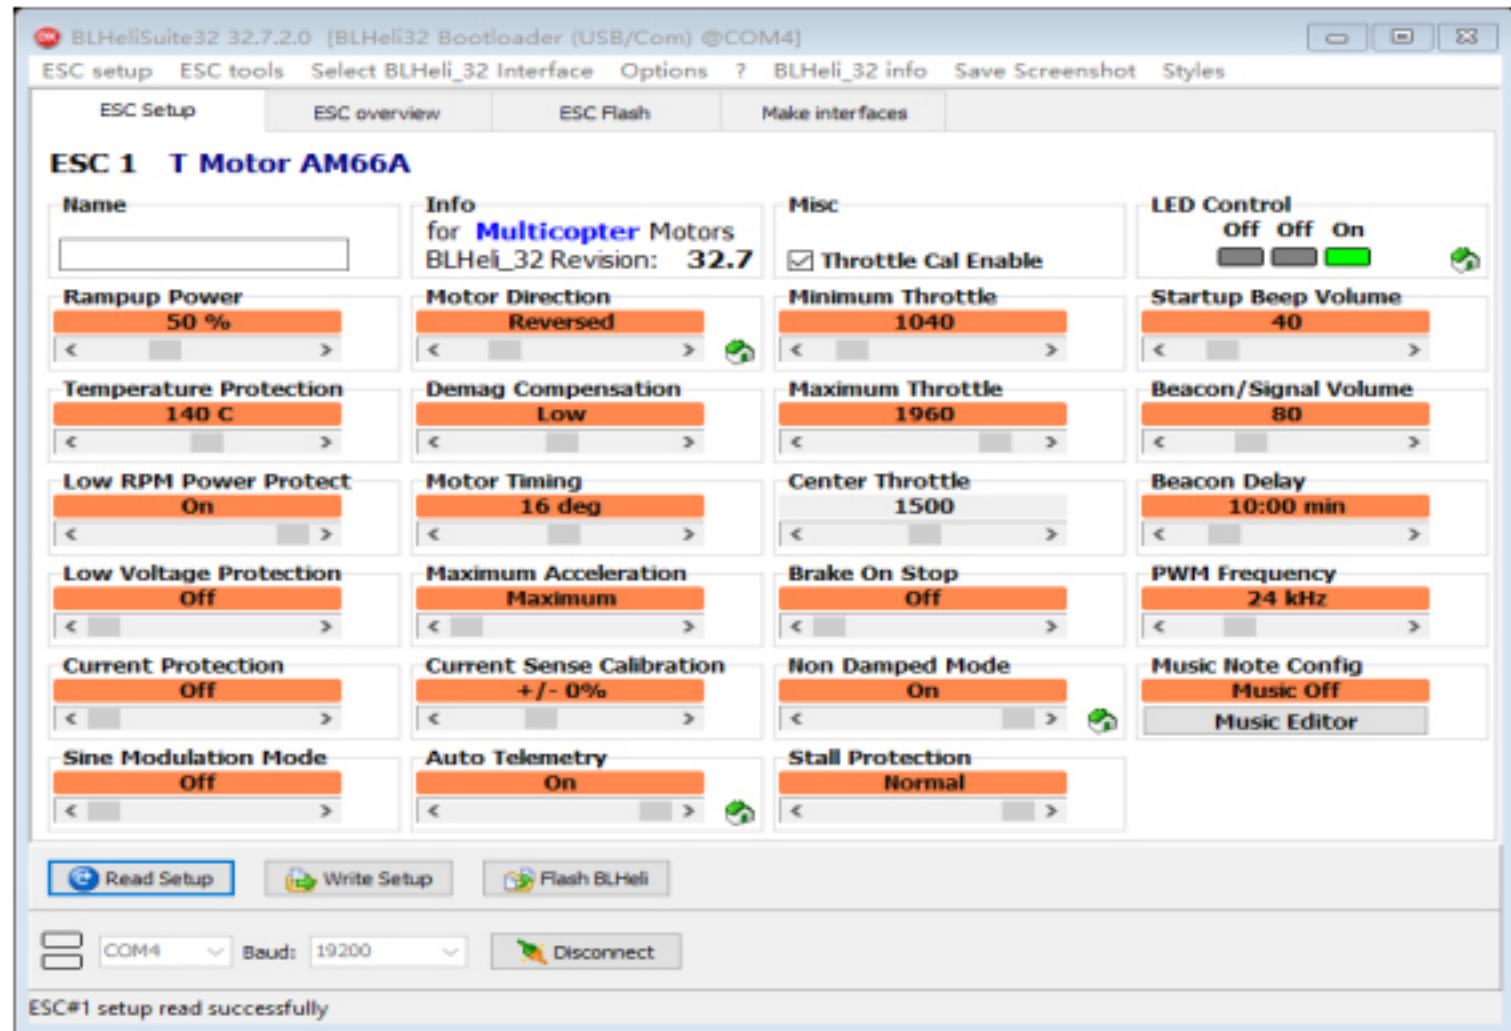 BLHeliSuite32 32.7.2.0 [BLHeli32 Bootloader (USB/Com) @COM4]
ESC setup ESC tools Select BLHeli_32 Interface Options ? BLHeli_32 info Save Screenshot Styles
ESC Setup ESC overview ESC Flash Make interfaces
ESC 1 T Motor AM66A
Name Info Misc LED Control
for Multicopter Motors Off Off On
BLHeli_32 Revision: 32.7 Throttle Cal Enable
Rampup Power Motor Direction Minimum Throttle Startup Beep Volume
50 % Reversed 1040 40
Temperature Protection Demag Compensation Maximum Throttle Beacon/Signal Volume
140 C Low 1960 80
Low RPM Power Protect Motor Timing Center Throttle Beacon Delay
On 16 deg 1500 10:00 min
Low Voltage Protection Maximum Acceleration Brake On Stop PWM Frequency
Off Maximum Off 24 kHz
Current Protection Current Sense Calibration Non Damped Mode Music Note Config
Off +/- 0% On Music Off
Music Editor
Sine Modulation Mode Auto Telemetry Stall Protection
Off On Normal
Read Setup Write Setup Flash BLHeli
COM4 Baud: 19200 Disconnect
ESC#1 setup read successfully